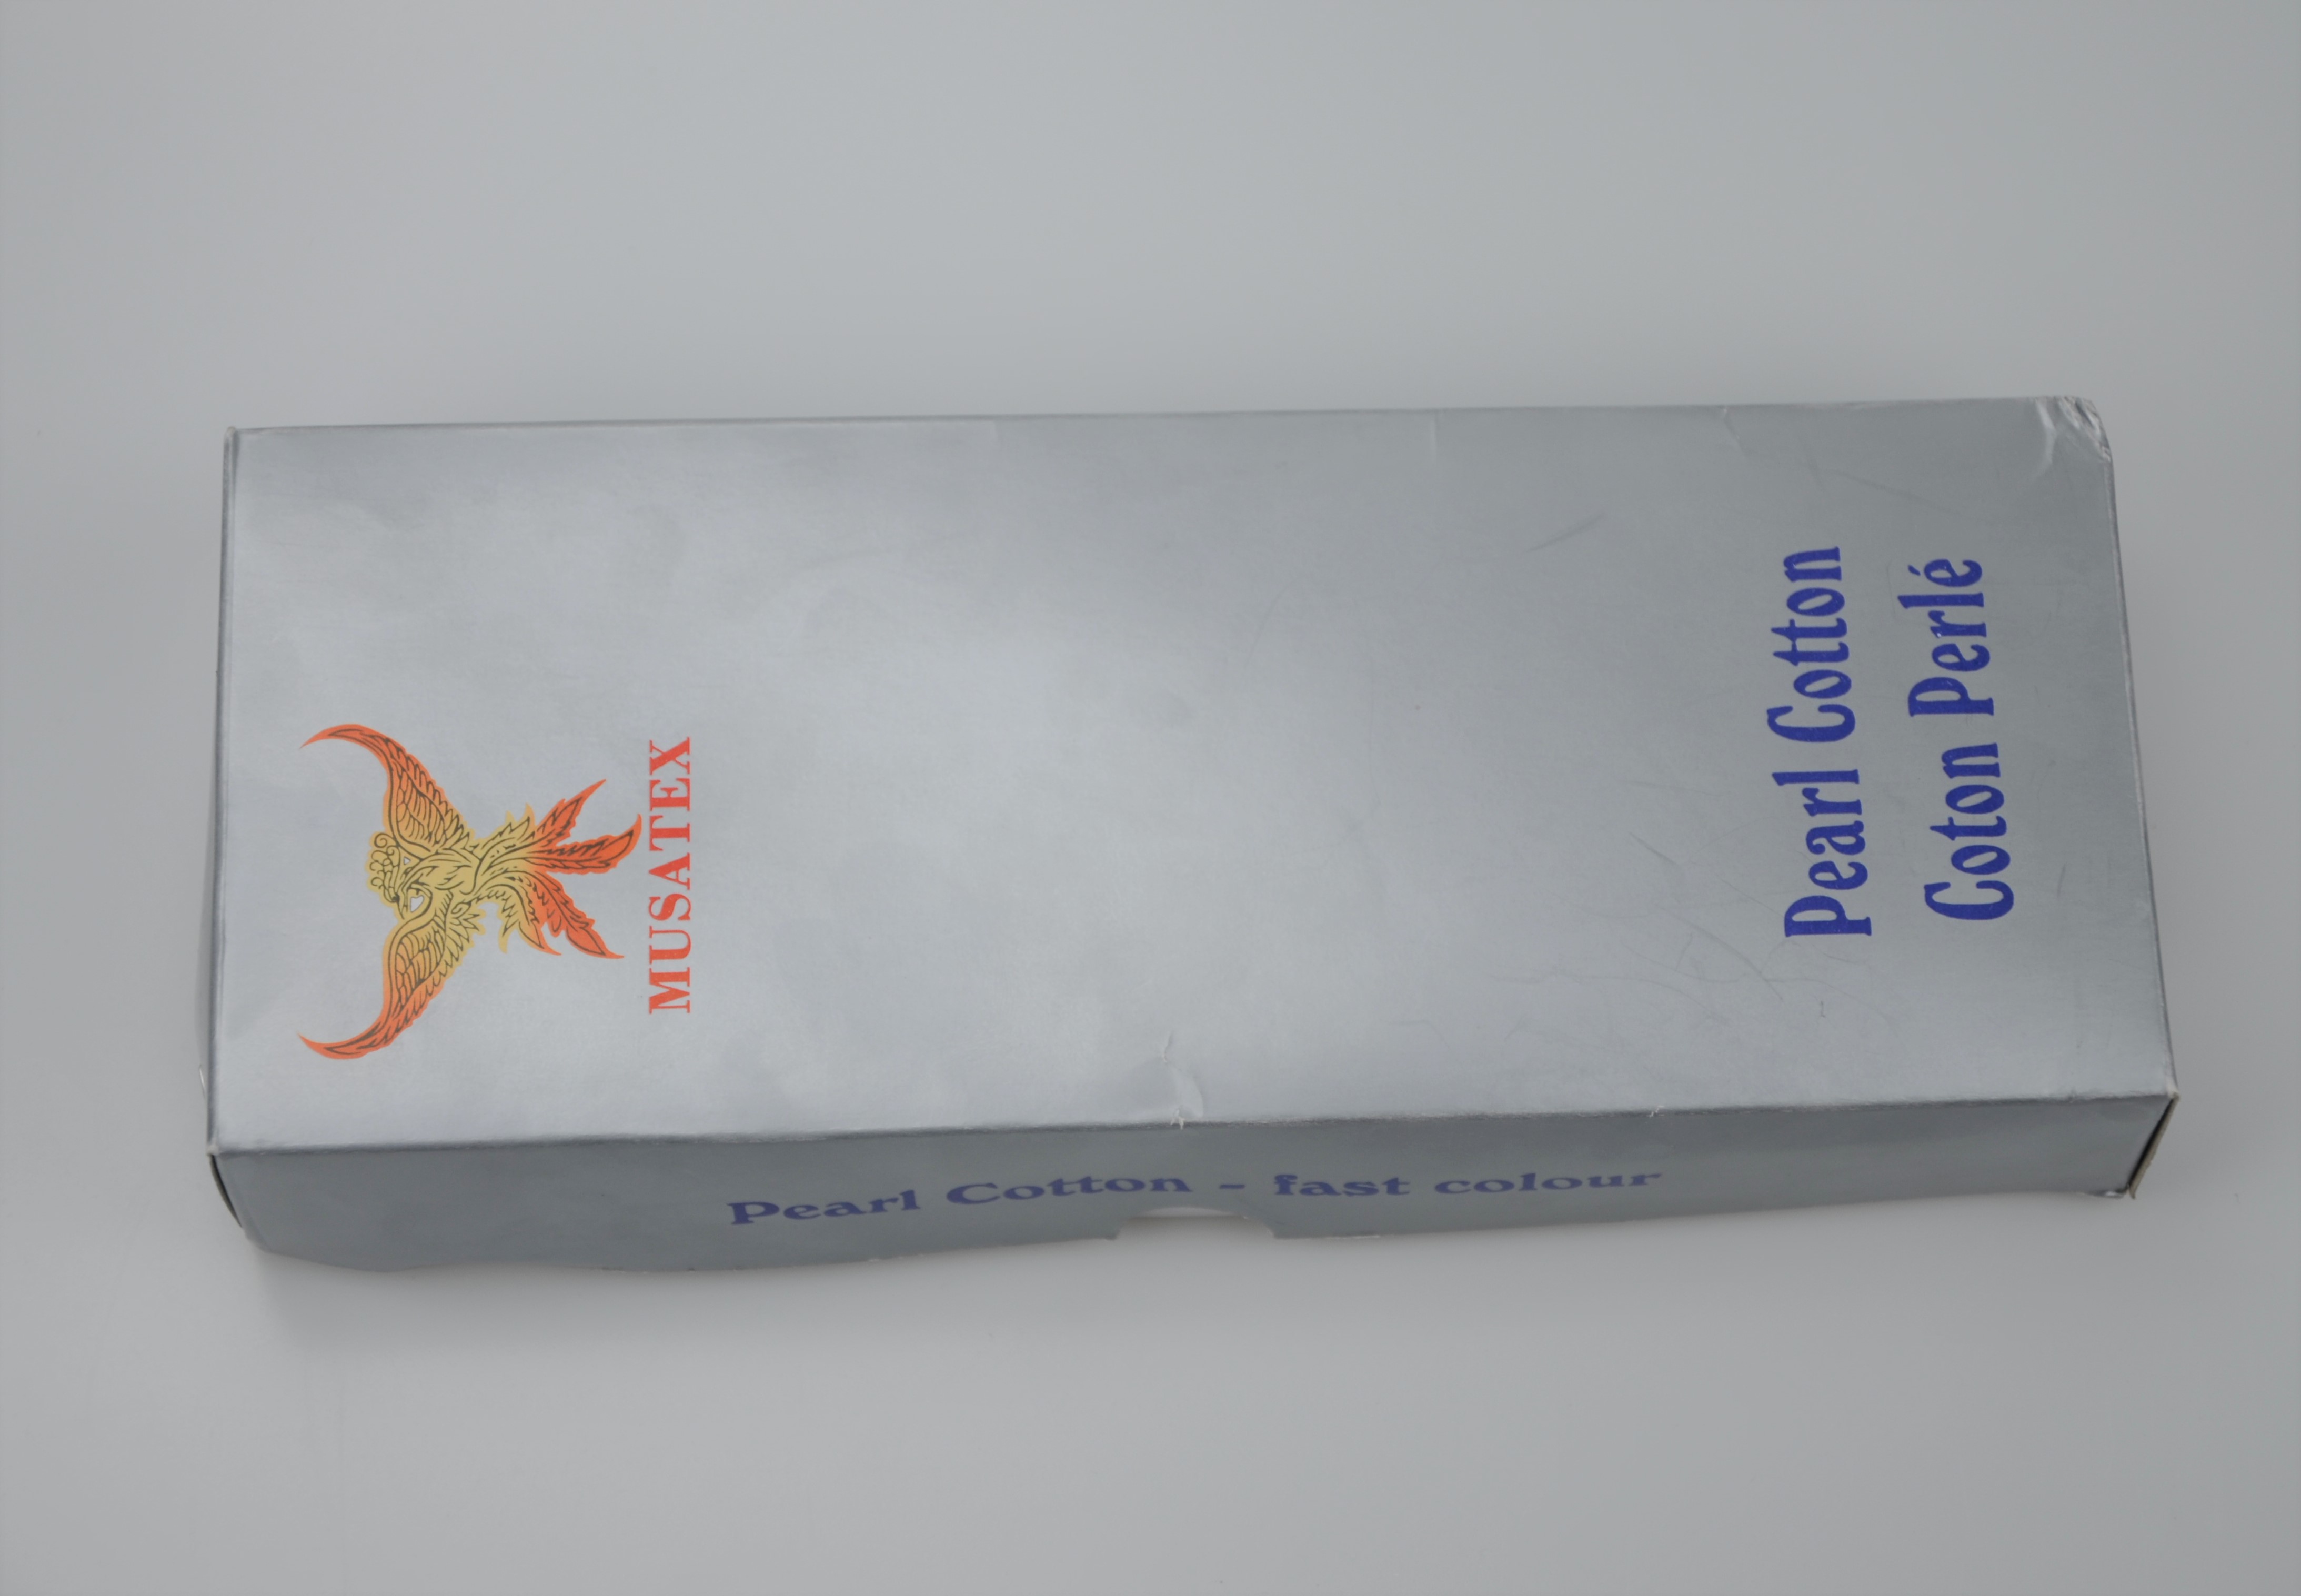 MUSATEX
Pearl Cotton
Coton Perlé
Pearl Cotton - fast colour